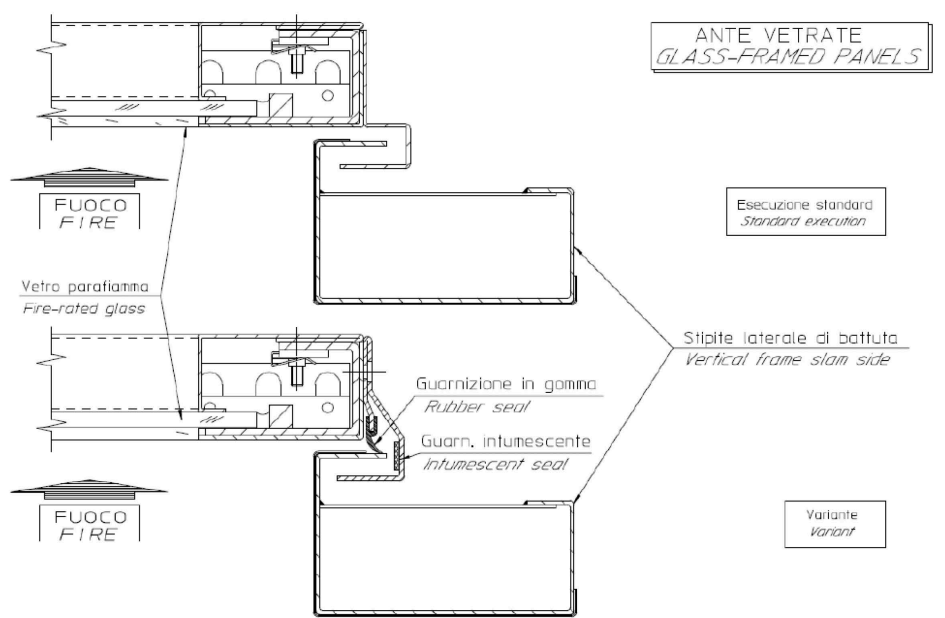 ANTE VETRATE
GLASS-FRAMED PANELS
FUOCO
FIRE
Esecuzione standard
Standard execution
Vetro parafiamma
Fire-rated glass
Stipite laterale di battuta
Vertical frame slam side
Guarnizione in gomma
Rubber seal
Guarn. intumescente
Intumescent seal
FUOCO
FIRE
Variante
Variant